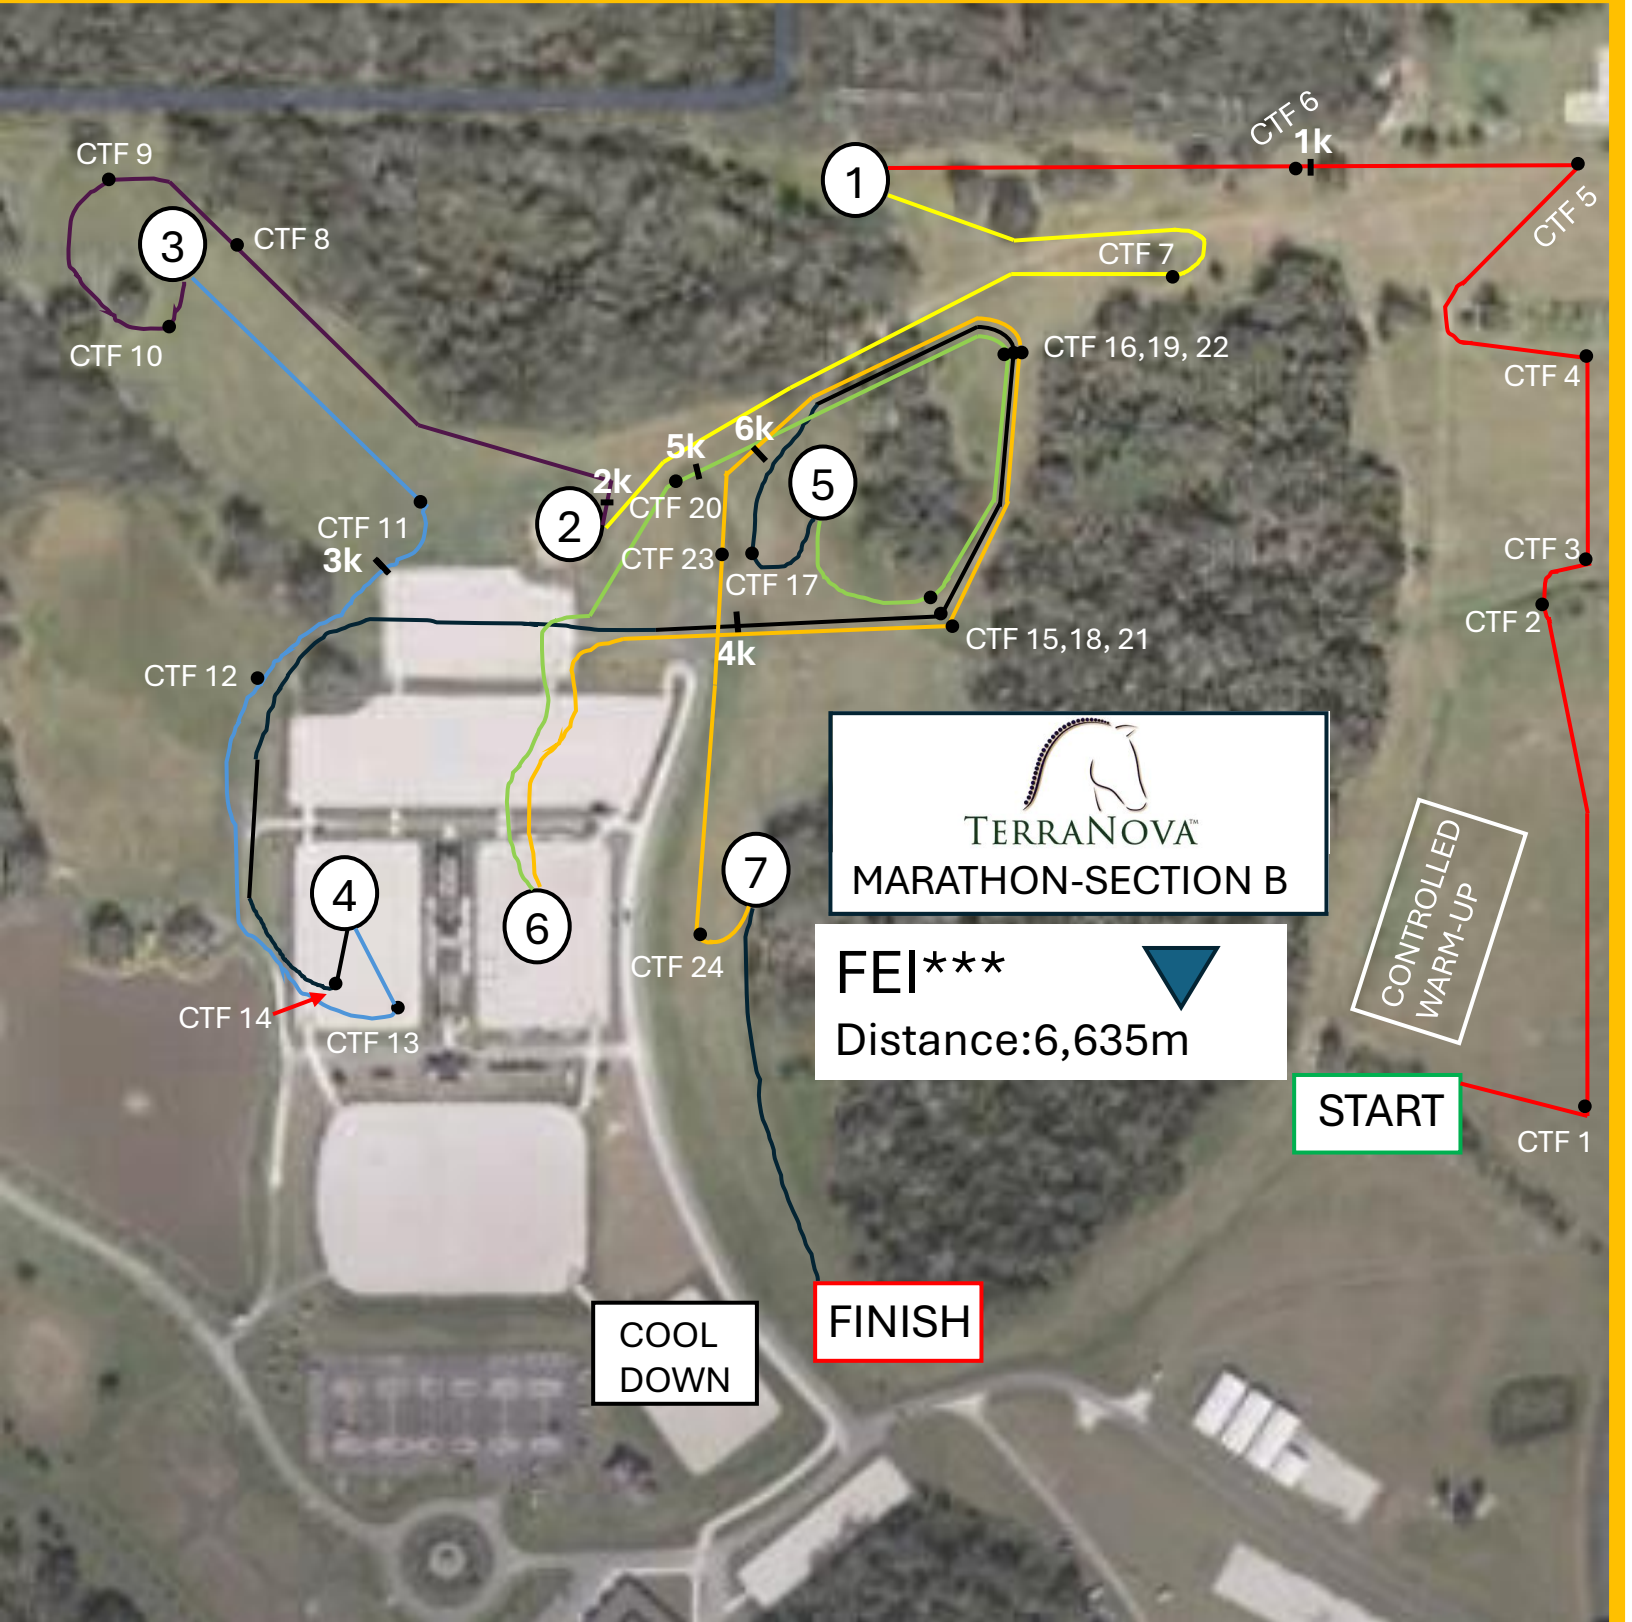 CTF 6
1k
CTF 9
1
CTF 5
CTF 8
3
CTF 7
CTF 10
CTF 16,19, 22
CTF 4
6k
5k
2k
5
CTF 20
CTF 11
2
3k
CTF 23
CTF 17
CTF 3
CTF 2
4k
CTF 15,18, 21
CTF 12
TERRANOVA™
MARATHON-SECTION B
CONTROLLED
WARM-UP
7
4
6
CTF 24
FEI***
CTF 14
CTF 13
Distance:6,635m
START
CTF 1
FINISH
COOL
DOWN